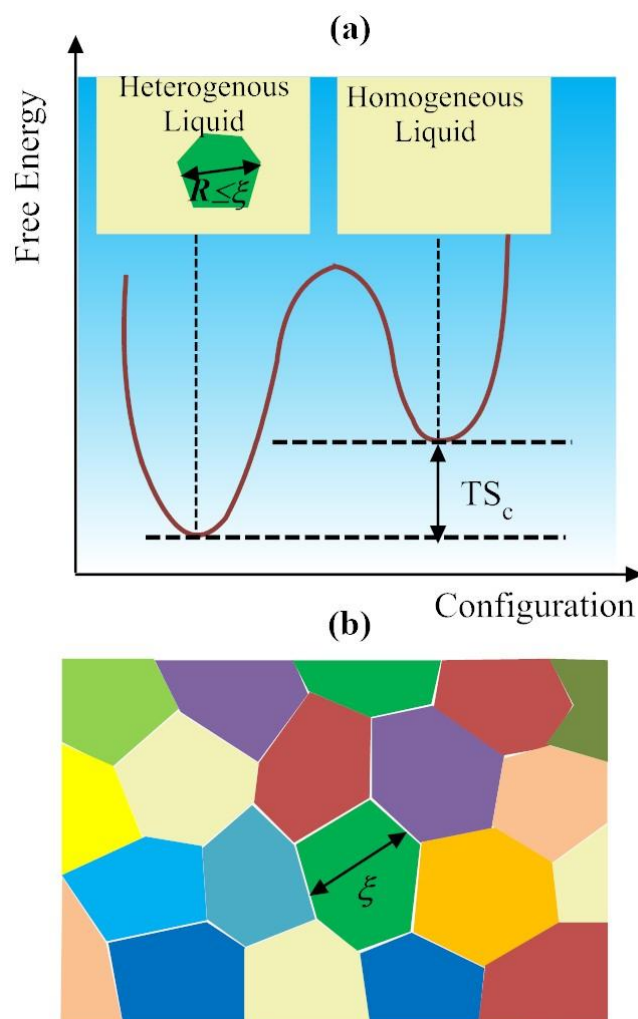 (a)
Free Energy
Heterogenous
Liquid
R≤ξ
Homogeneous
Liquid
TS_c
Configuration
(b)
ξ